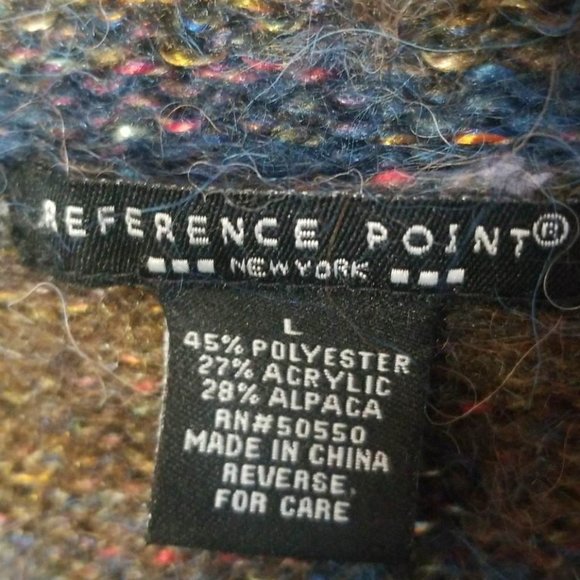 REFERENCE POINT®
NEW YORK
L
45% POLYESTER
27% ACRYLIC
28% ALPACA
RN#50550
MADE IN CHINA
REVERSE
FOR CARE